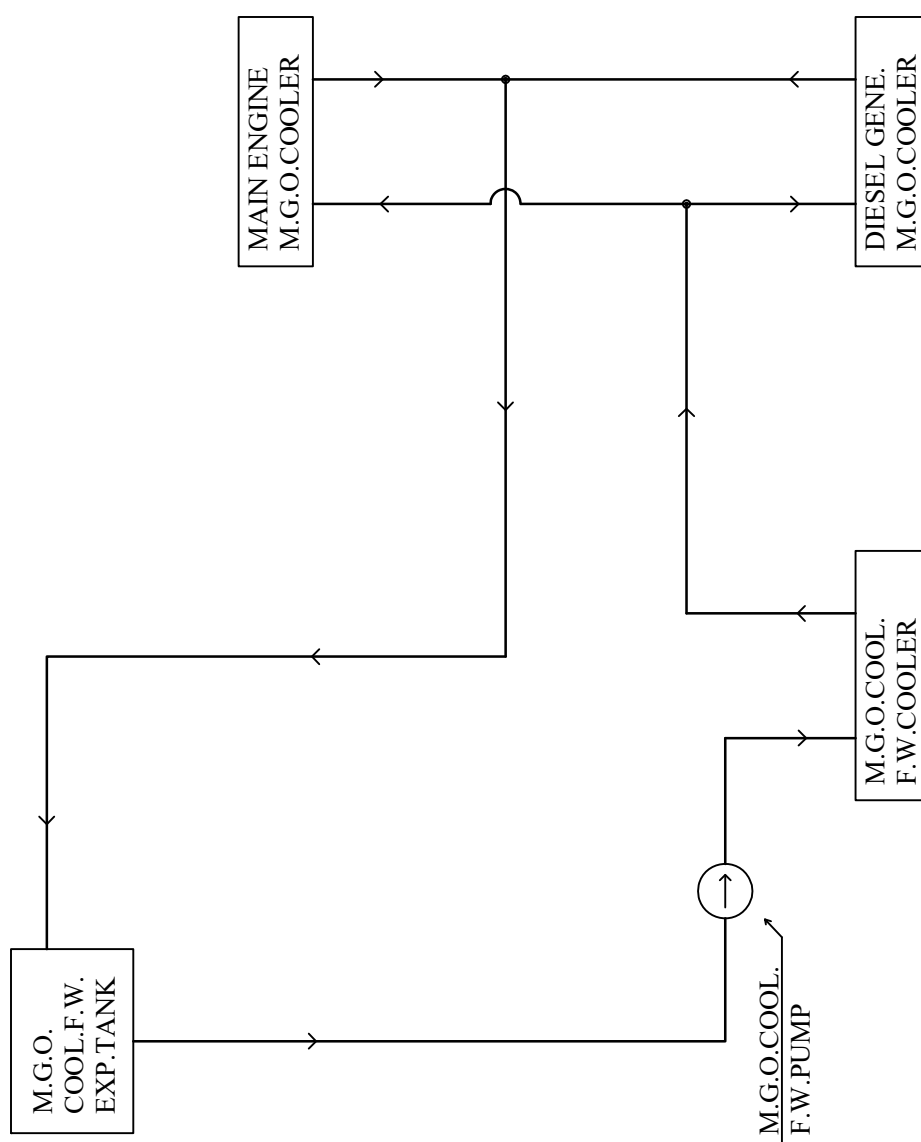 M.G.O.
COOL.F.W.
EXP.TANK
MAIN ENGINE
M.G.O.COOLER
M.G.O.COOL.
F.W.PUMP
M.G.O.COOL.
F.W.COOLER
DIESEL GENE.
M.G.O.COOLER